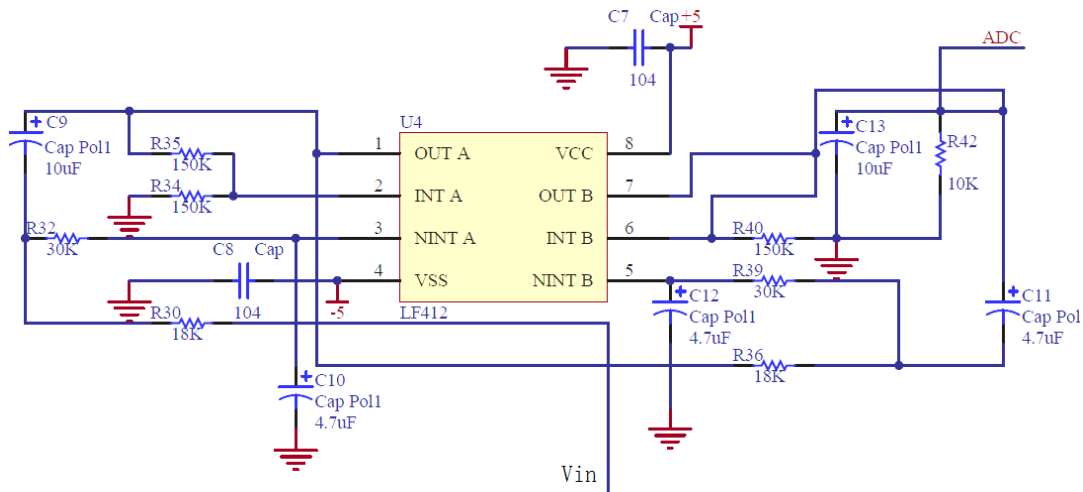 C7 Cap +5
104
ADC
C9
Cap Pol1
10uF
R35
150K
R34
150K
R32
30K
U4
1 OUT A VCC 8
2 INT A OUT B 7
3 NINT A INT B 6
4 VSS NINT B 5
LF412
C8 Cap
104
-5
R30
18K
C10
Cap Pol1
4.7uF
C13
Cap Pol1
10uF
R42
10K
R40
150K
R39
30K
C12
Cap Pol1
4.7uF
R36
18K
C11
Cap Pol
4.7uF
Vin